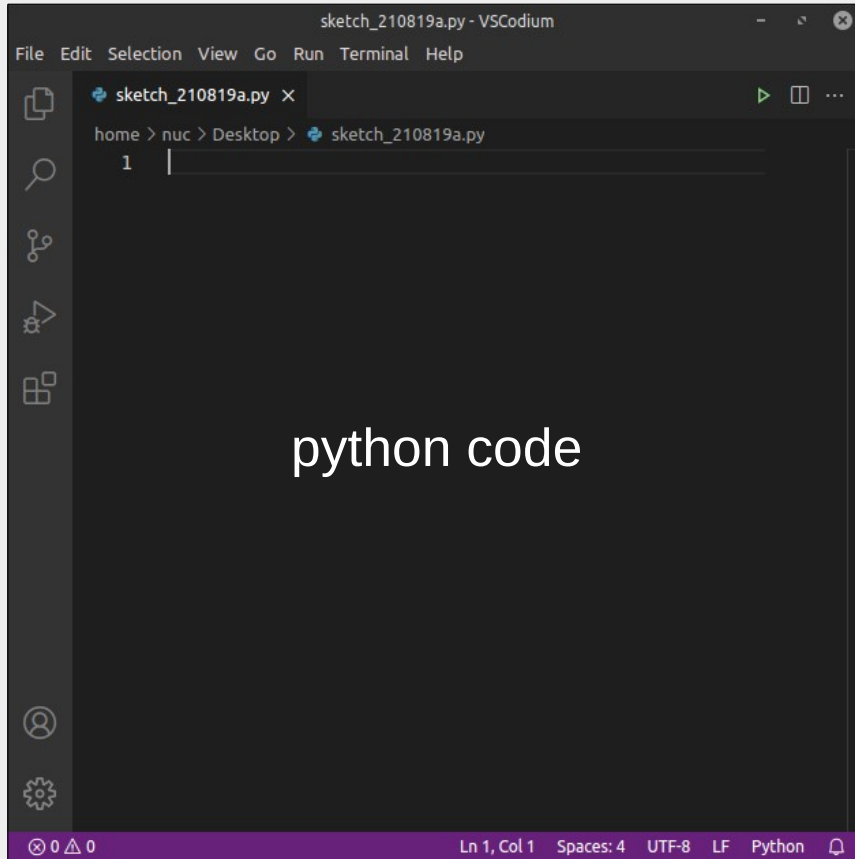 sketch_210819a.py - VSCodium
File Edit Selection View Go Run Terminal Help
sketch_210819a.py
home > nuc > Desktop > sketch_210819a.py
1
python code
0 0 Ln 1, Col 1 Spaces: 4 UTF-8 LF Python